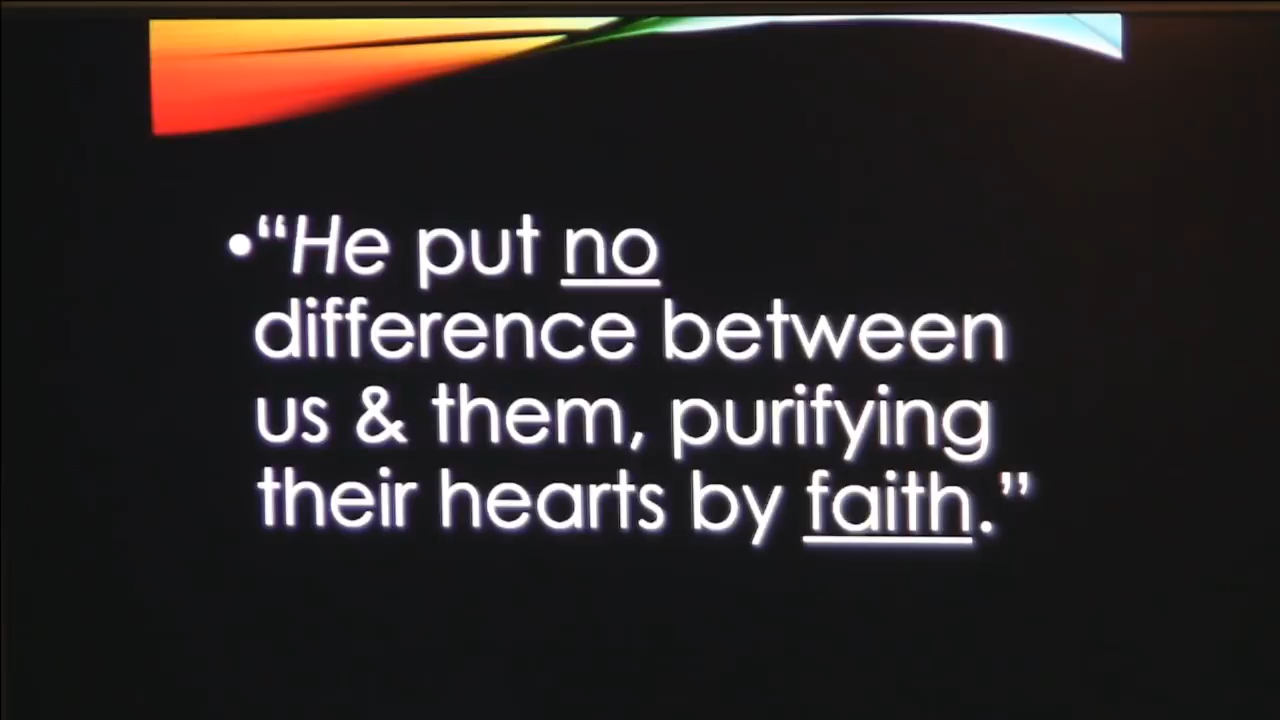 •“He put no
difference between
us & them, purifying
their hearts by faith.”